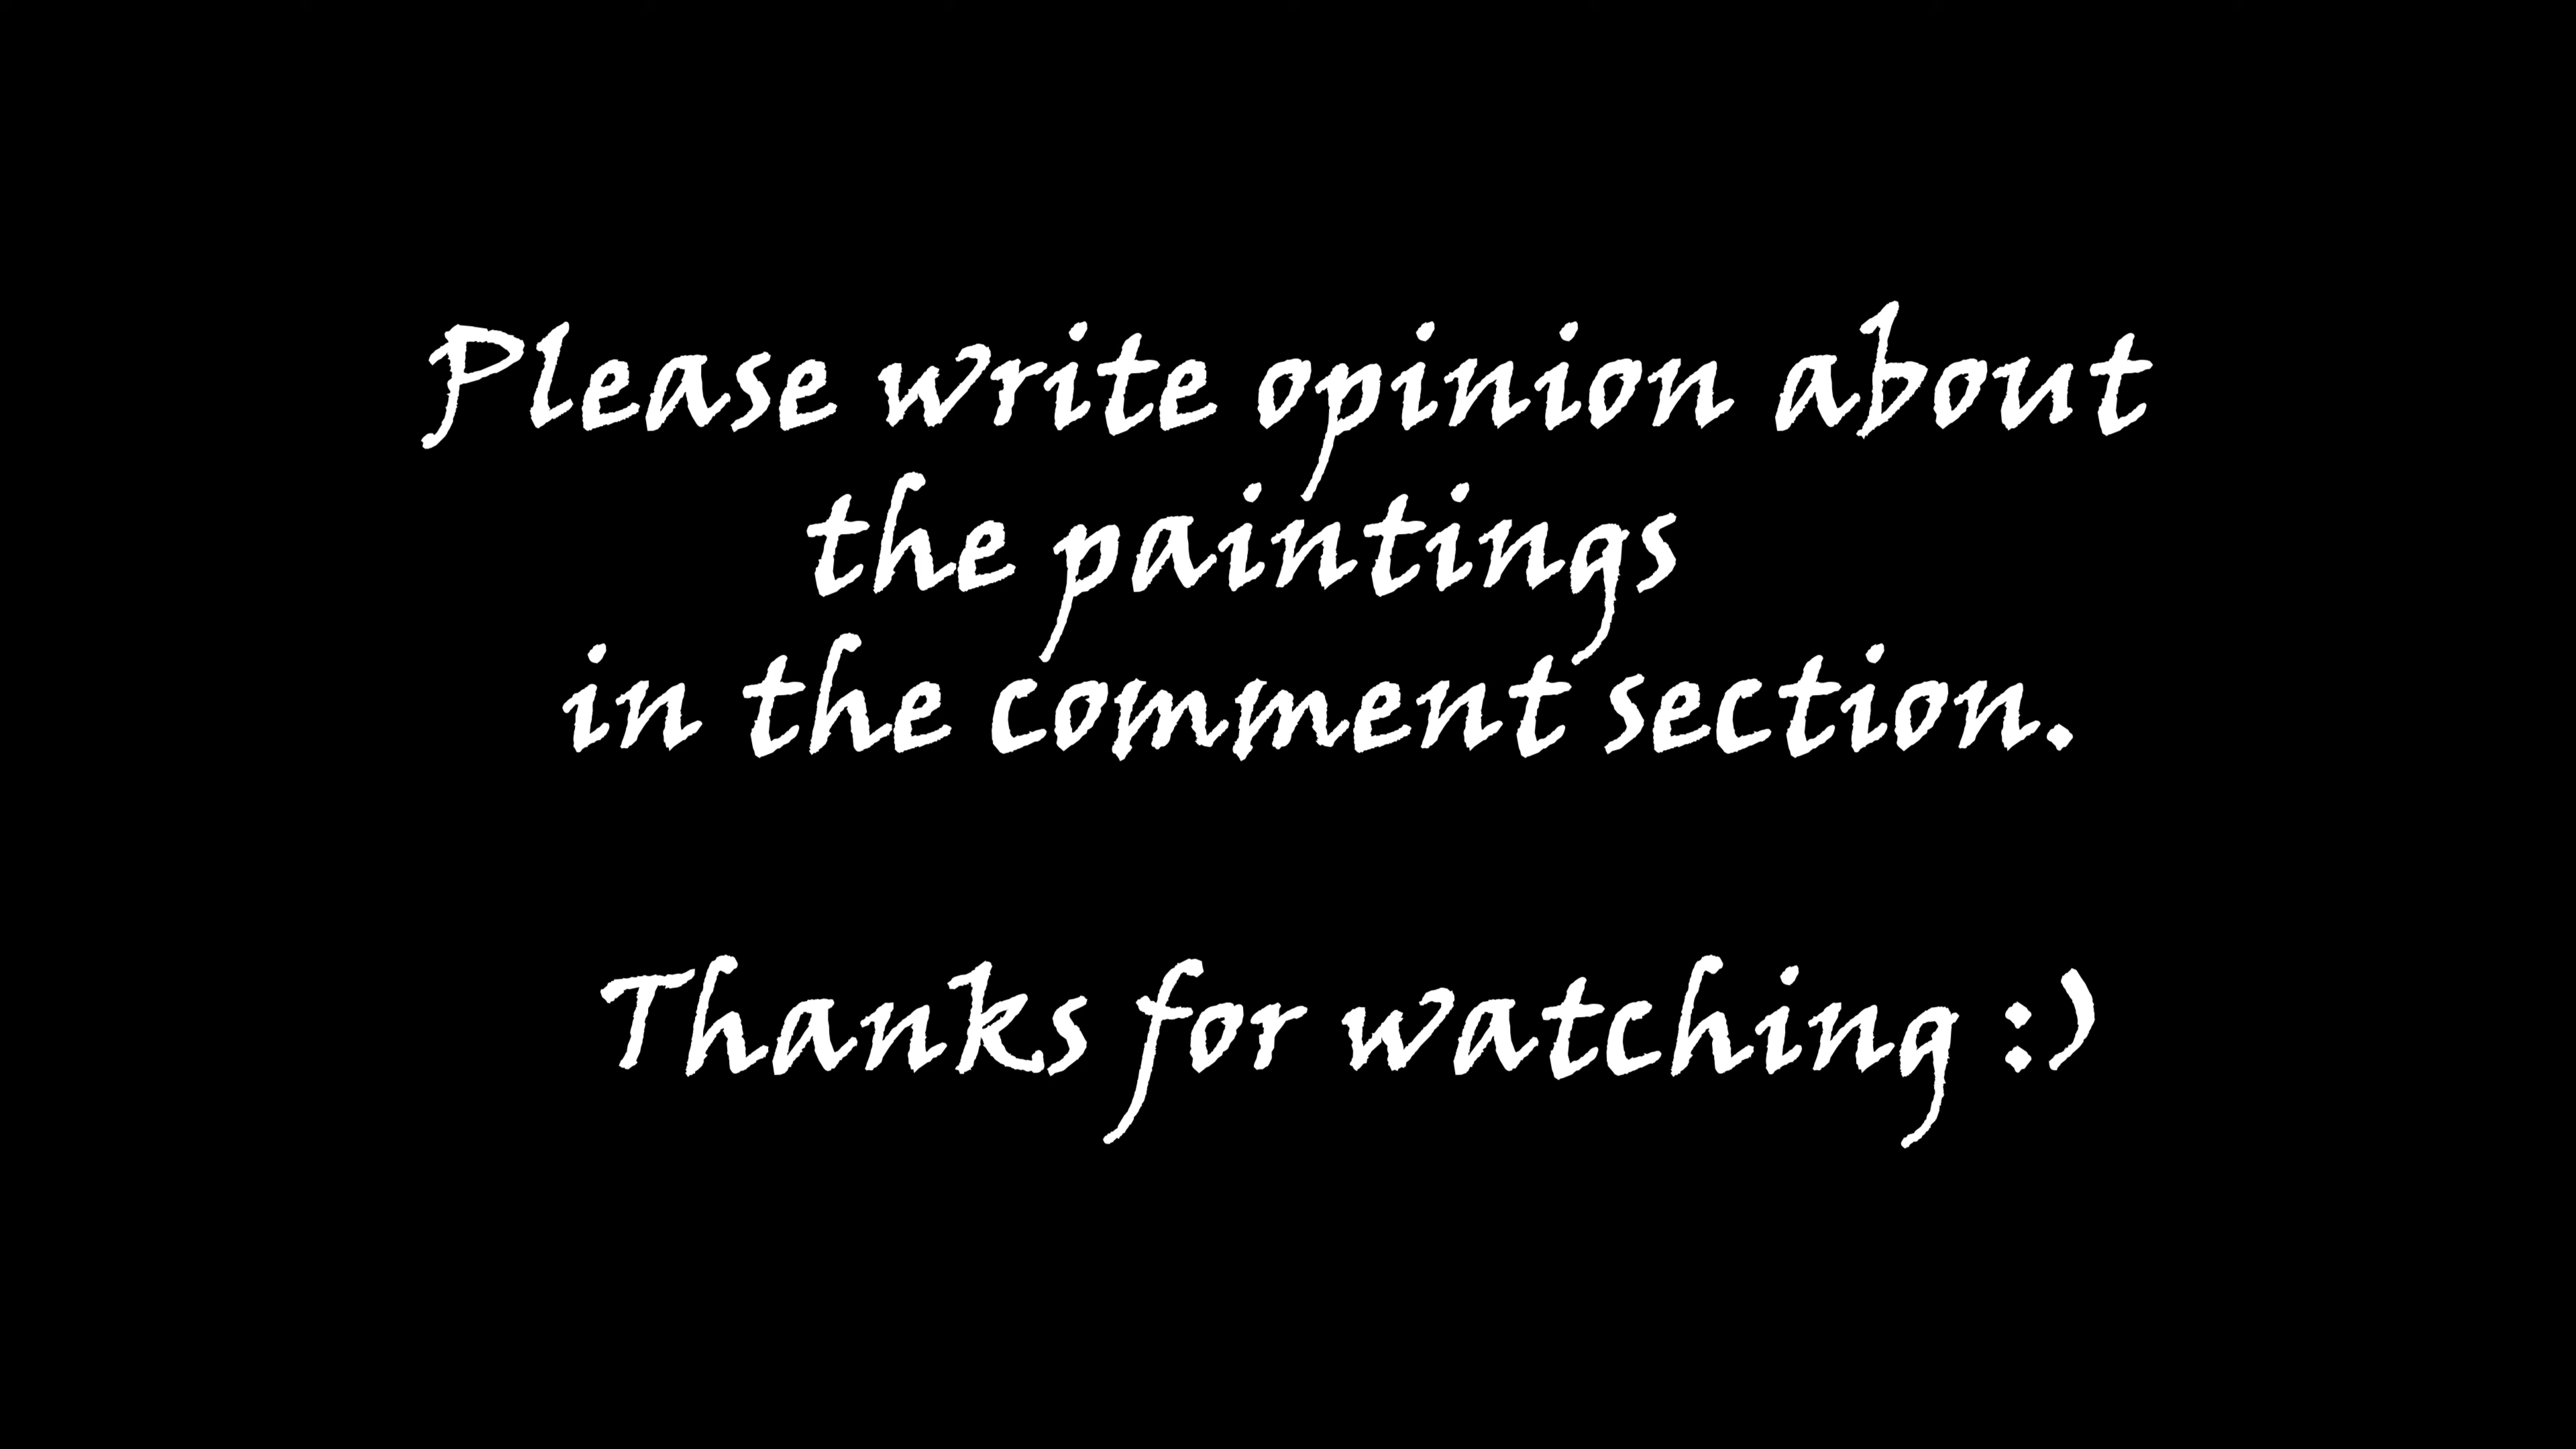 Please write opinion about
the paintings
in the comment section.
Thanks for watching :)